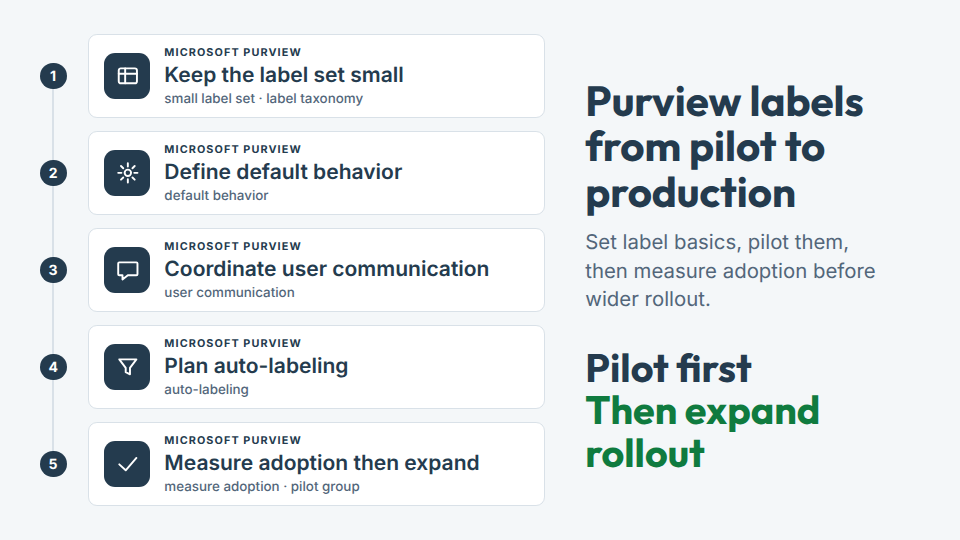 1
MICROSOFT PURVIEW
Keep the label set small
small label set · label taxonomy
2
MICROSOFT PURVIEW
Define default behavior
default behavior
3
MICROSOFT PURVIEW
Coordinate user communication
user communication
4
MICROSOFT PURVIEW
Plan auto-labeling
auto-labeling
5
MICROSOFT PURVIEW
Measure adoption then expand
measure adoption · pilot group
Purview labels
from pilot to
production
Set label basics, pilot them,
then measure adoption before
wider rollout.
Pilot first
Then expand
rollout